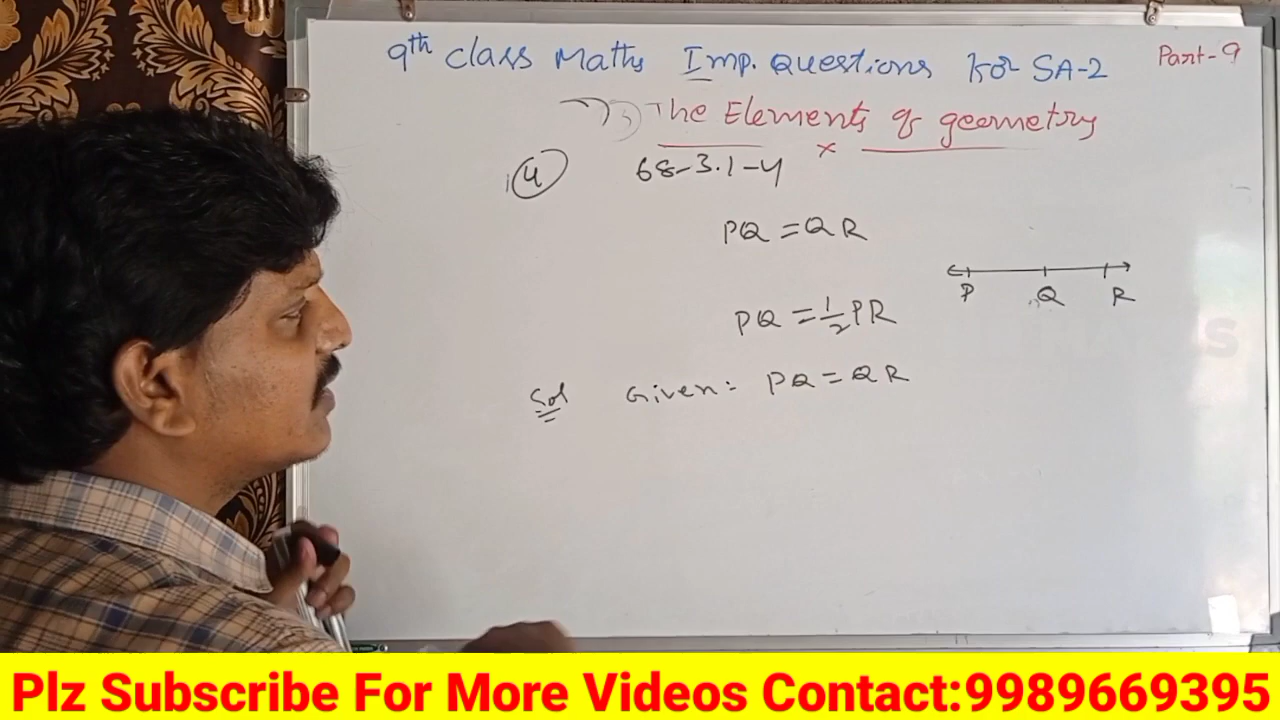 9th class Maths Imp. Questions for SA-2 Part-9
3) The Elements of geometry
4 68-3.1-4
PQ = QR
P Q R
PQ = 1/2 PR
Sol Given: PQ = QR
Plz Subscribe For More Videos Contact:9989669395